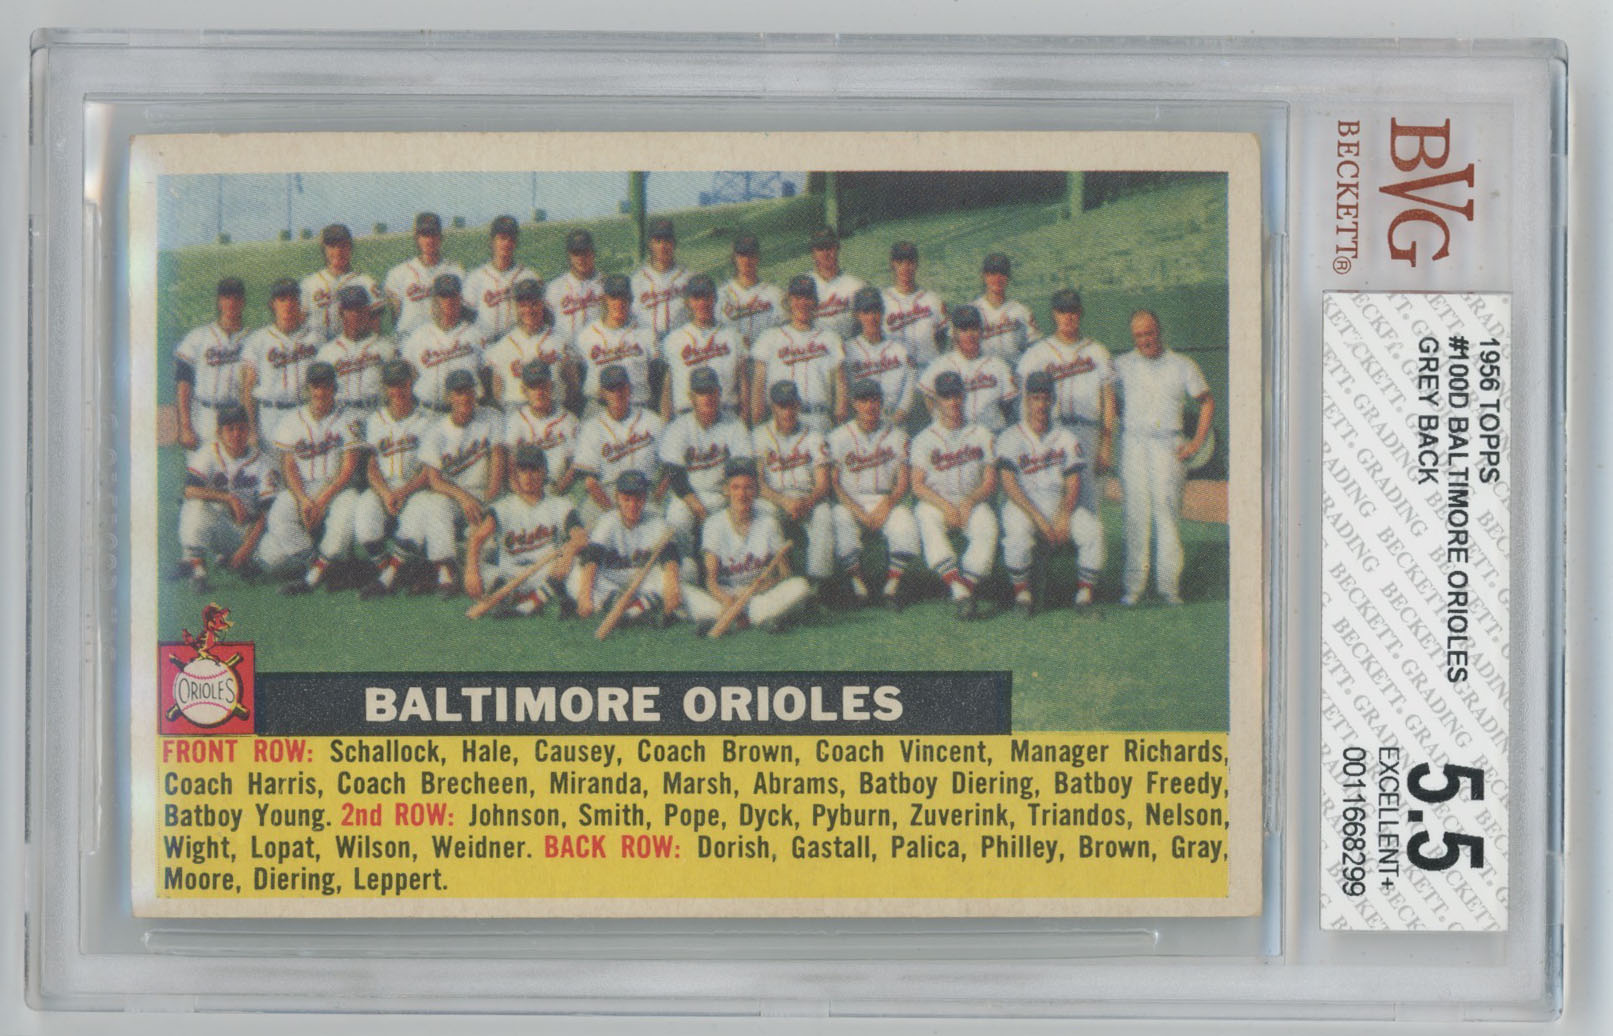 ORIOLES
BALTIMORE ORIOLES
FRONT ROW: Schallock, Hale, Causey, Coach Brown, Coach Vincent, Manager Richards,
Coach Harris, Coach Brecheen, Miranda, Marsh, Abrams, Batboy Diering, Batboy Freedy,
Batboy Young. 2nd ROW: Johnson, Smith, Pope, Dyck, Pyburn, Zuverink, Triandos, Nelson,
Wight, Lopat, Wilson, Weidner. BACK ROW: Dorish, Gastall, Palica, Philley, Brown, Gray,
Moore, Diering, Leppert.
BVG
BECKETT®
1956 TOPPS
#100D BALTIMORE ORIOLES
GREY BACK
5.5
EXCELLENT+
0011668299